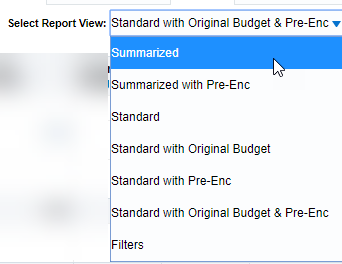 Select Report View: Standard with Original Budget & Pre-Enc
Summarized
Summarized with Pre-Enc
Standard
Standard with Original Budget
Standard with Pre-Enc
Standard with Original Budget & Pre-Enc
Filters